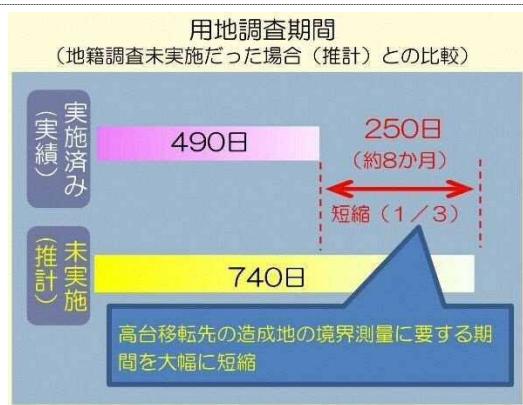 用地調査期間
(地籍調査未実施だった場合(推計)との比較)
実施済み
(実績)
490日
250日
(約8か月)
短縮(1/3)
未実施
(推計)
740日
高台移転先の造成地の境界測量に要する期
間を大幅に短縮